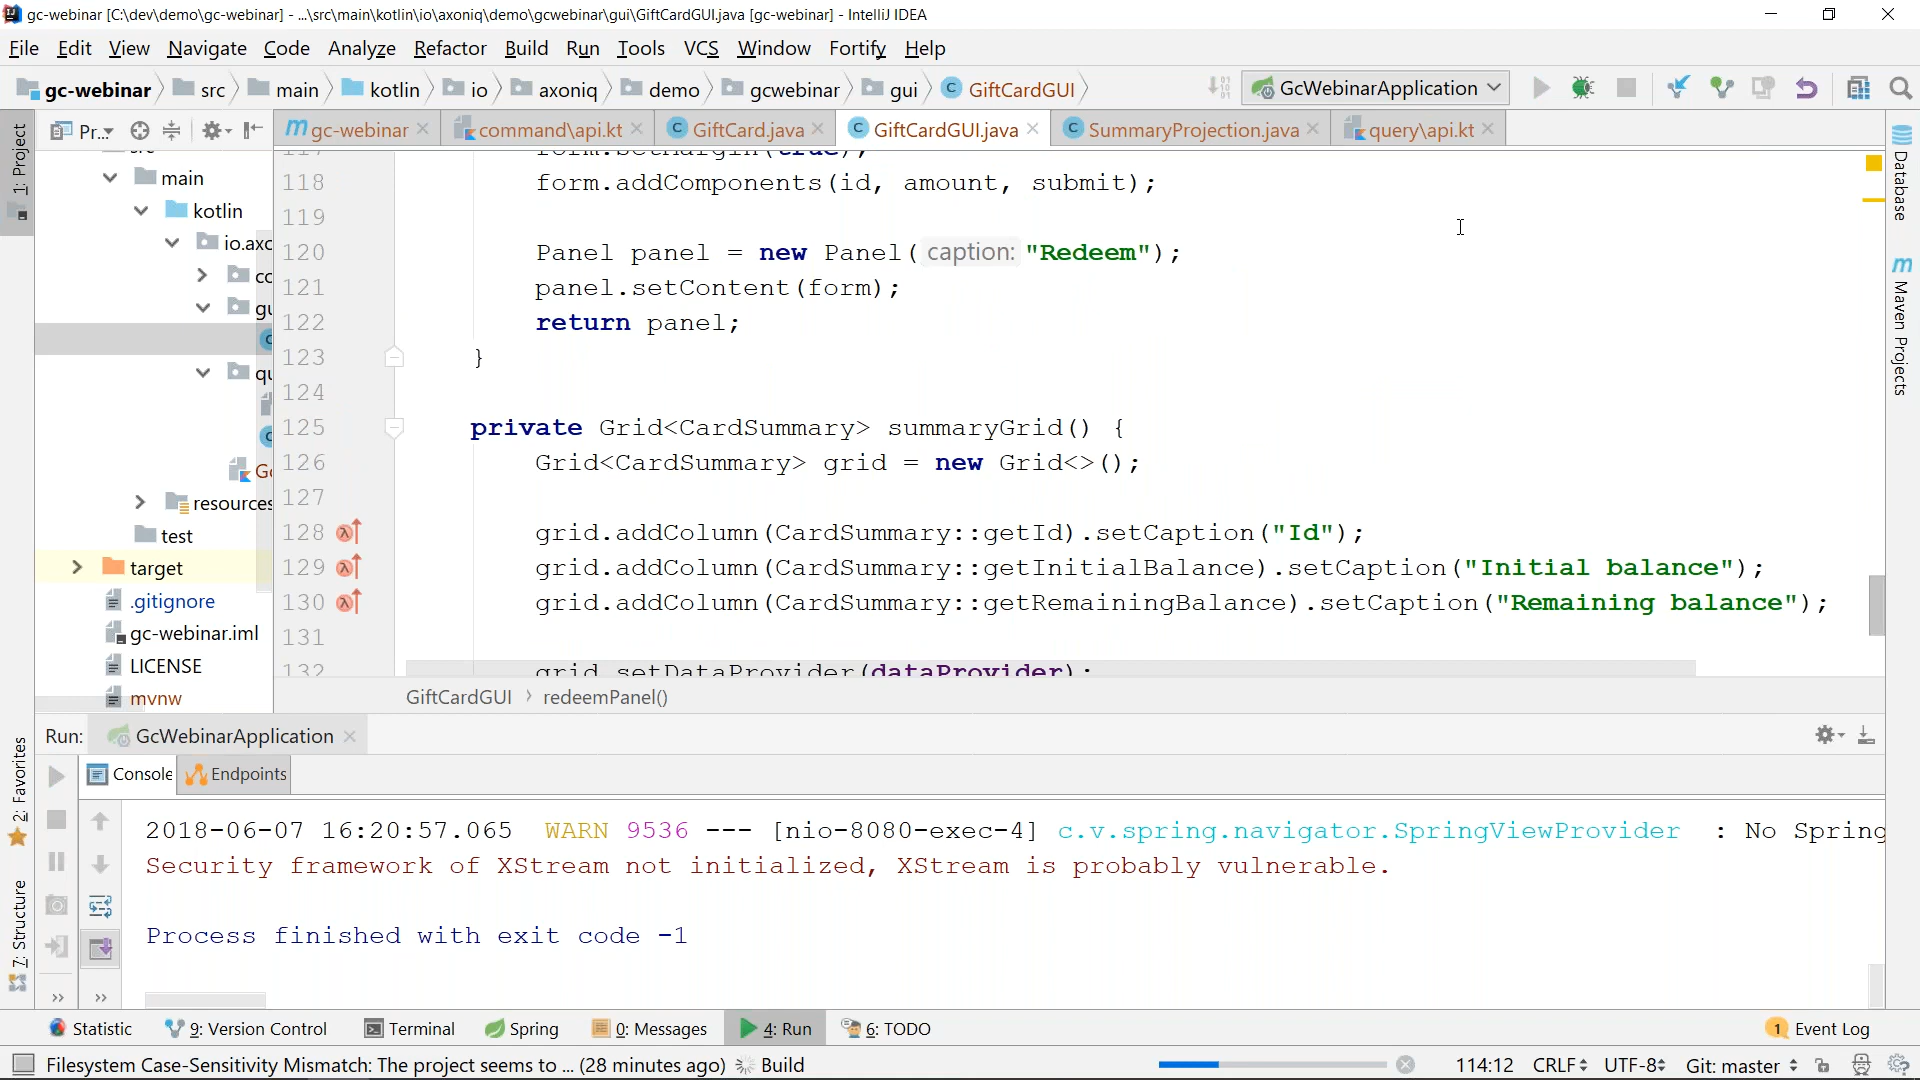 gc-webinar [C:\dev\demo\gc-webinar] - ...\src\main\kotlin\io\axoniq\demo\gcwebinar\gui\GiftCardGUI.java [gc-webinar] - IntelliJ IDEA
File Edit View Navigate Code Analyze Refactor Build Run Tools VCS Window Fortify Help
gc-webinar src main kotlin io axoniq demo gcwebinar gui GiftCardGUI GcWebinarApplication
Pr... gc-webinar command\api.kt GiftCard.java GiftCardGUI.java SummaryProjection.java query\api.kt
1: Project
2: Favorites
7: Structure
Database
Maven Projects
main
kotlin
io.axo
resources
test
target
.gitignore
gc-webinar.iml
LICENSE
mvnw
118 form.addComponents(id, amount, submit);
119
120 Panel panel = new Panel( caption: "Redeem");
121 panel.setContent(form);
122 return panel;
123 }
124
125 private Grid<CardSummary> summaryGrid() {
126 Grid<CardSummary> grid = new Grid<>();
127
128 grid.addColumn(CardSummary::getId).setCaption("Id");
129 grid.addColumn(CardSummary::getInitialBalance).setCaption("Initial balance");
130 grid.addColumn(CardSummary::getRemainingBalance).setCaption("Remaining balance");
131
132 grid.setDataProvider(dataProvider);
GiftCardGUI redeemPanel()
Run: GcWebinarApplication
Console Endpoints
2018-06-07 16:20:57.065 WARN 9536 --- [nio-8080-exec-4] c.v.spring.navigator.SpringViewProvider : No Spring
Security framework of XStream not initialized, XStream is probably vulnerable.
Process finished with exit code -1
Statistic 9: Version Control Terminal Spring 0: Messages 4: Run 6: TODO 1 Event Log
Filesystem Case-Sensitivity Mismatch: The project seems to ... (28 minutes ago) Build 114:12 CRLF UTF-8 Git: master